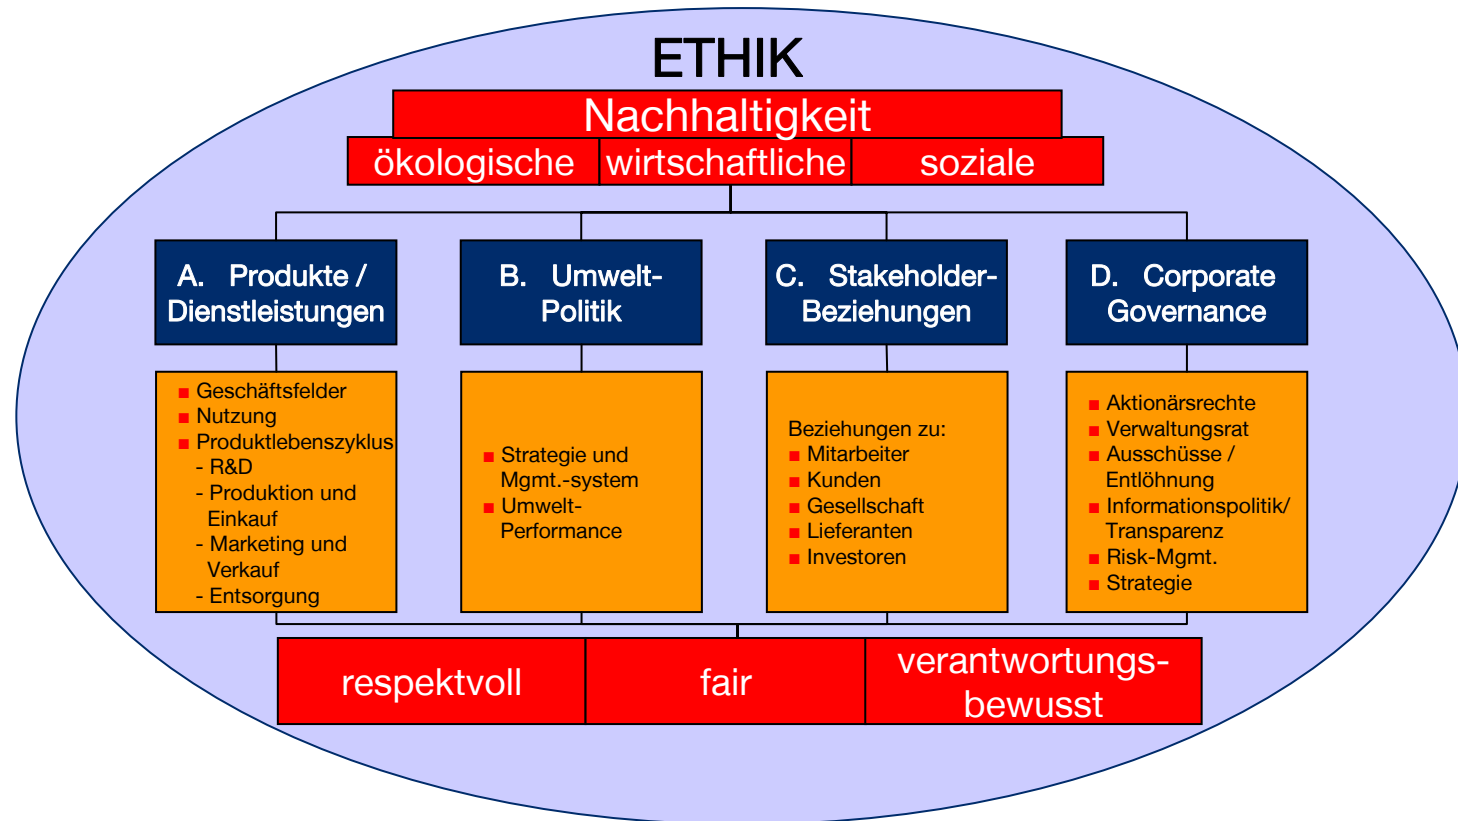 ETHIK
Nachhaltigkeit
ökologische
wirtschaftliche
soziale
A. Produkte /
Dienstleistungen
B. Umwelt-
Politik
C. Stakeholder-
Beziehungen
D. Corporate
Governance
■ Geschäftsfelder
■ Nutzung
■ Produktlebenszyklus
- R&D
- Produktion und
Einkauf
- Marketing und
Verkauf
- Entsorgung
■ Strategie und
Mgmt.-system
■ Umwelt-
Performance
Beziehungen zu:
■ Mitarbeiter
■ Kunden
■ Gesellschaft
■ Lieferanten
■ Investoren
■ Aktionärsrechte
■ Verwaltungsrat
■ Ausschüsse /
Entlöhnung
■ Informationspolitik/
Transparenz
■ Risk-Mgmt.
■ Strategie
respektvoll
fair
verantwortungs-
bewusst